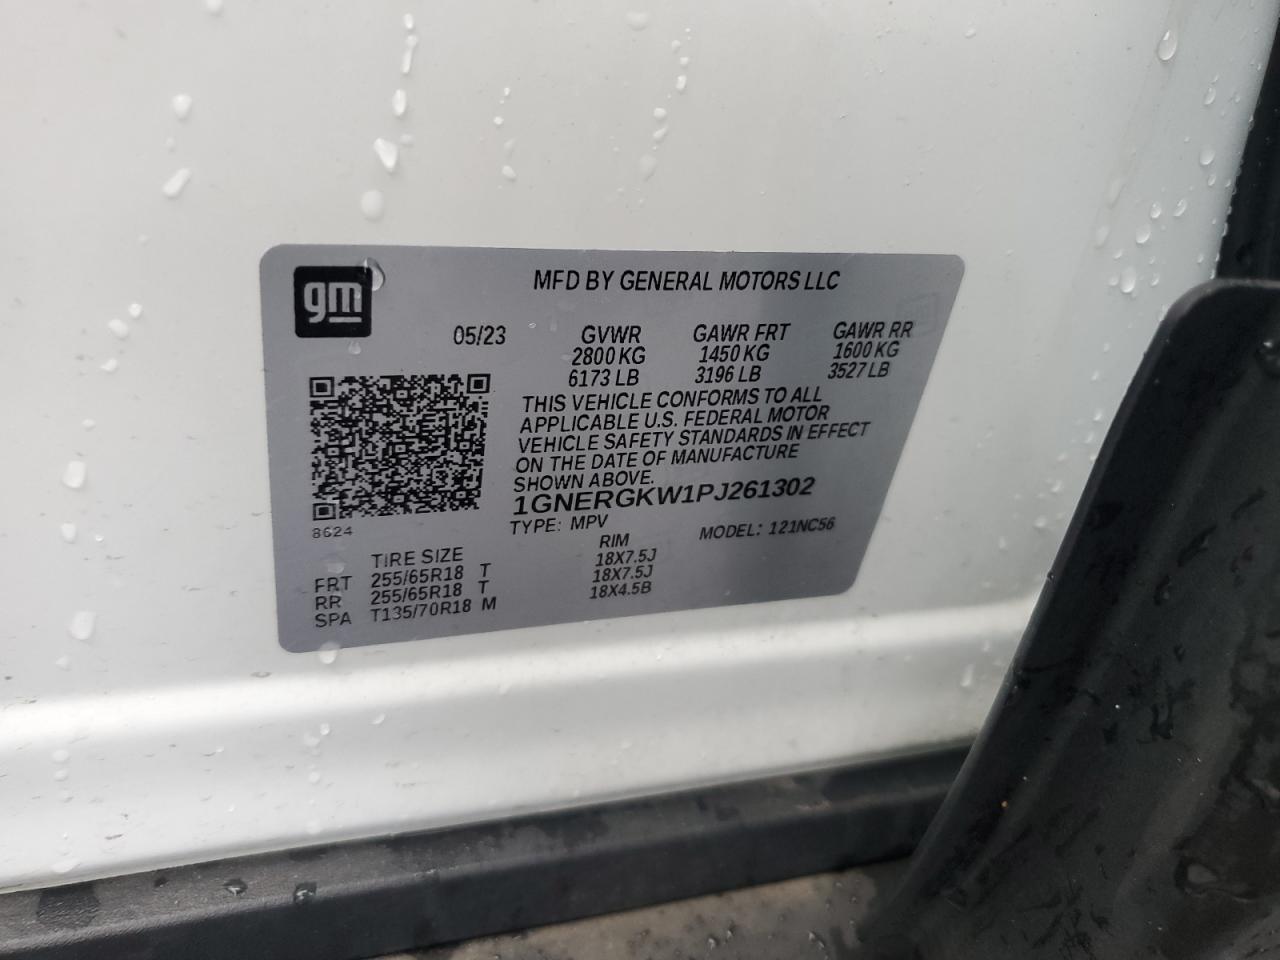 gm
MFD BY GENERAL MOTORS LLC
05/23 GVWR GAWR FRT GAWR RR
2800 KG 1450 KG 1600 KG
6173 LB 3196 LB 3527 LB
THIS VEHICLE CONFORMS TO ALL
APPLICABLE U.S. FEDERAL MOTOR
VEHICLE SAFETY STANDARDS IN EFFECT
ON THE DATE OF MANUFACTURE
SHOWN ABOVE.
1GNERGKW1PJ261302
8624
TYPE: MPV MODEL: 121NC56
TIRE SIZE RIM
FRT 255/65R18 T 18X7.5J
RR 255/65R18 T 18X7.5J
SPA T135/70R18 M 18X4.5B